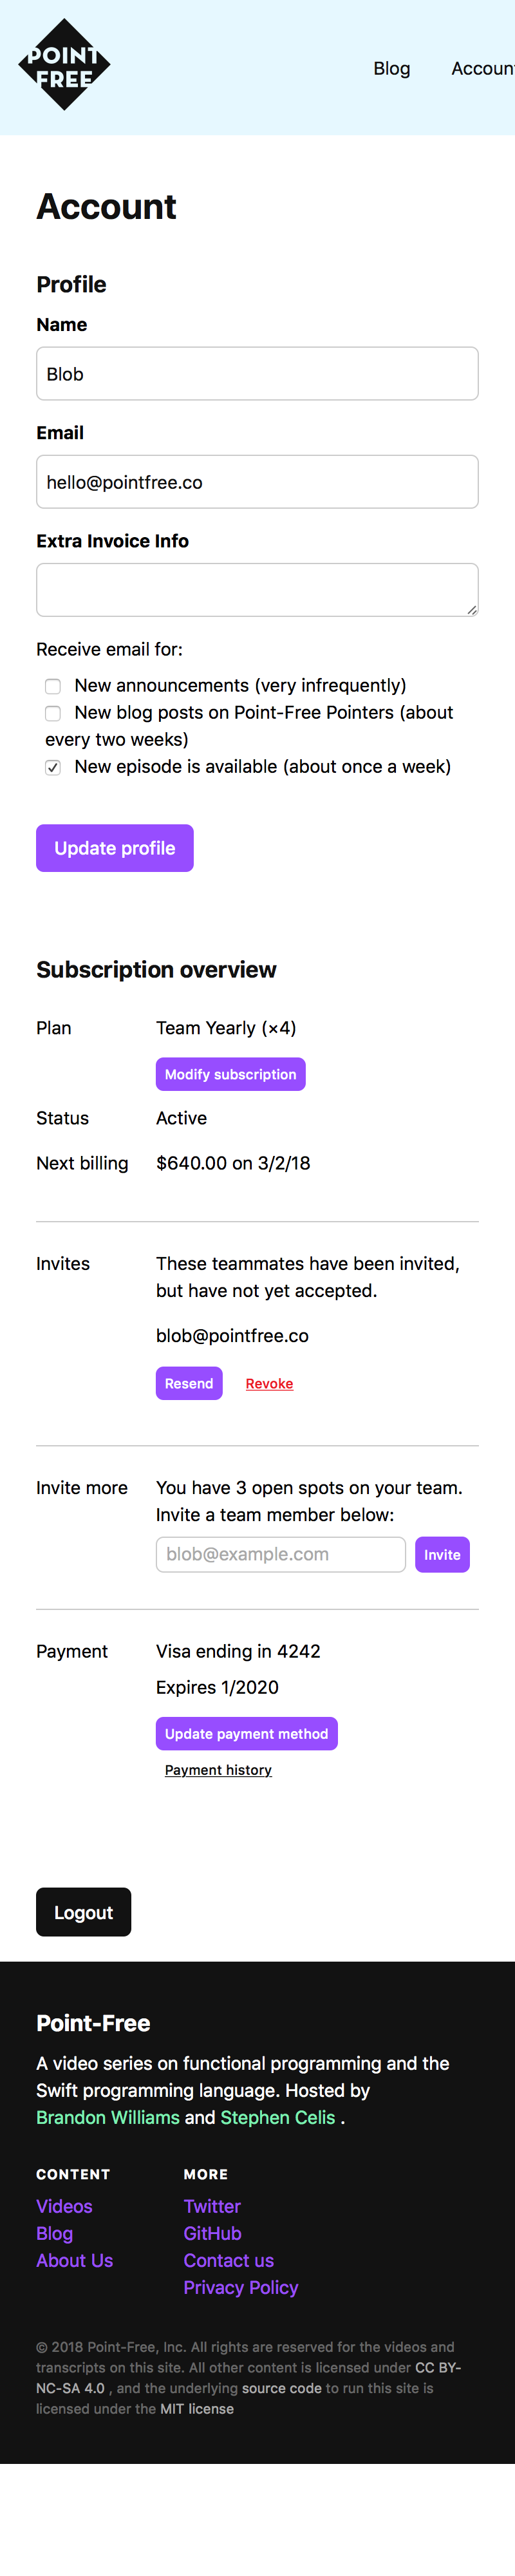 POINT
FREE
Blog
Account
Profile
Name
Blob
Email
hello@pointfree.co
Extra Invoice Info
Receive email for:
New announcements (very infrequently)
New blog posts on Point-Free Pointers (about
every two weeks)
New episode is available (about once a week)
Update profile
Subscription overview
Plan
Team Yearly (×4)
Modify subscription
Status
Active
Next billing
$640.00 on 3/2/18
Invites
These teammates have been invited,
but have not yet accepted.
blob@pointfree.co
Resend
Revoke
Invite more
You have 3 open spots on your team.
Invite a team member below:
blob@example.com
Invite
Payment
Visa ending in 4242
Expires 1/2020
Update payment method
Payment history
Logout
Point-Free
A video series on functional programming and the
Swift programming language. Hosted by
Brandon Williams and Stephen Celis .
CONTENT
Videos
Blog
About Us
MORE
Twitter
GitHub
Contact us
Privacy Policy
© 2018 Point-Free, Inc. All rights are reserved for the videos and
transcripts on this site. All other content is licensed under CC BY-
NC-SA 4.0 , and the underlying source code to run this site is
licensed under the MIT license